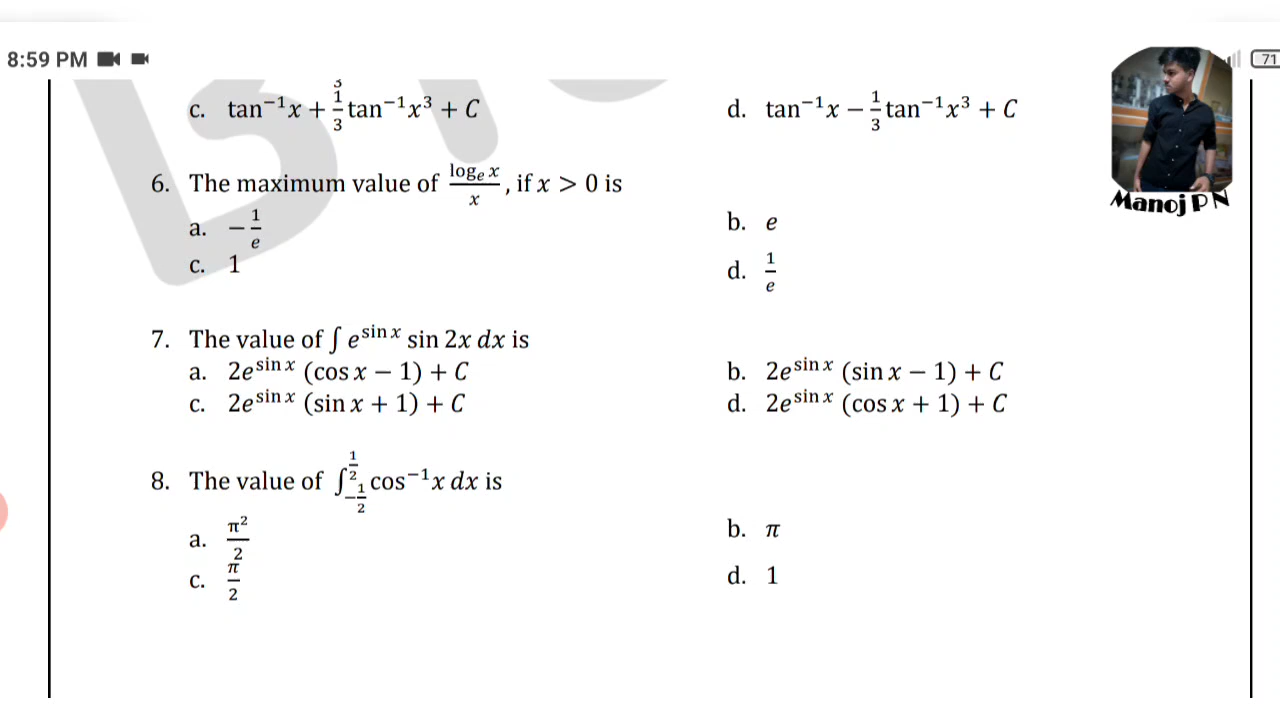 8:59 PM
71
c. tan⁻¹x + 1/3 tan⁻¹x³ + C
d. tan⁻¹x − 1/3 tan⁻¹x³ + C
Manoj PN
6. The maximum value of logₑ x / x , if x > 0 is
a. − 1/e
b. e
c. 1
d. 1/e
7. The value of ∫ e^(sin x) sin 2x dx is
a. 2e^(sin x) (cos x − 1) + C
b. 2e^(sin x) (sin x − 1) + C
c. 2e^(sin x) (sin x + 1) + C
d. 2e^(sin x) (cos x + 1) + C
8. The value of ∫_(−1/2)^(1/2) cos⁻¹x dx is
a. π²/2
b. π
c. π/2
d. 1